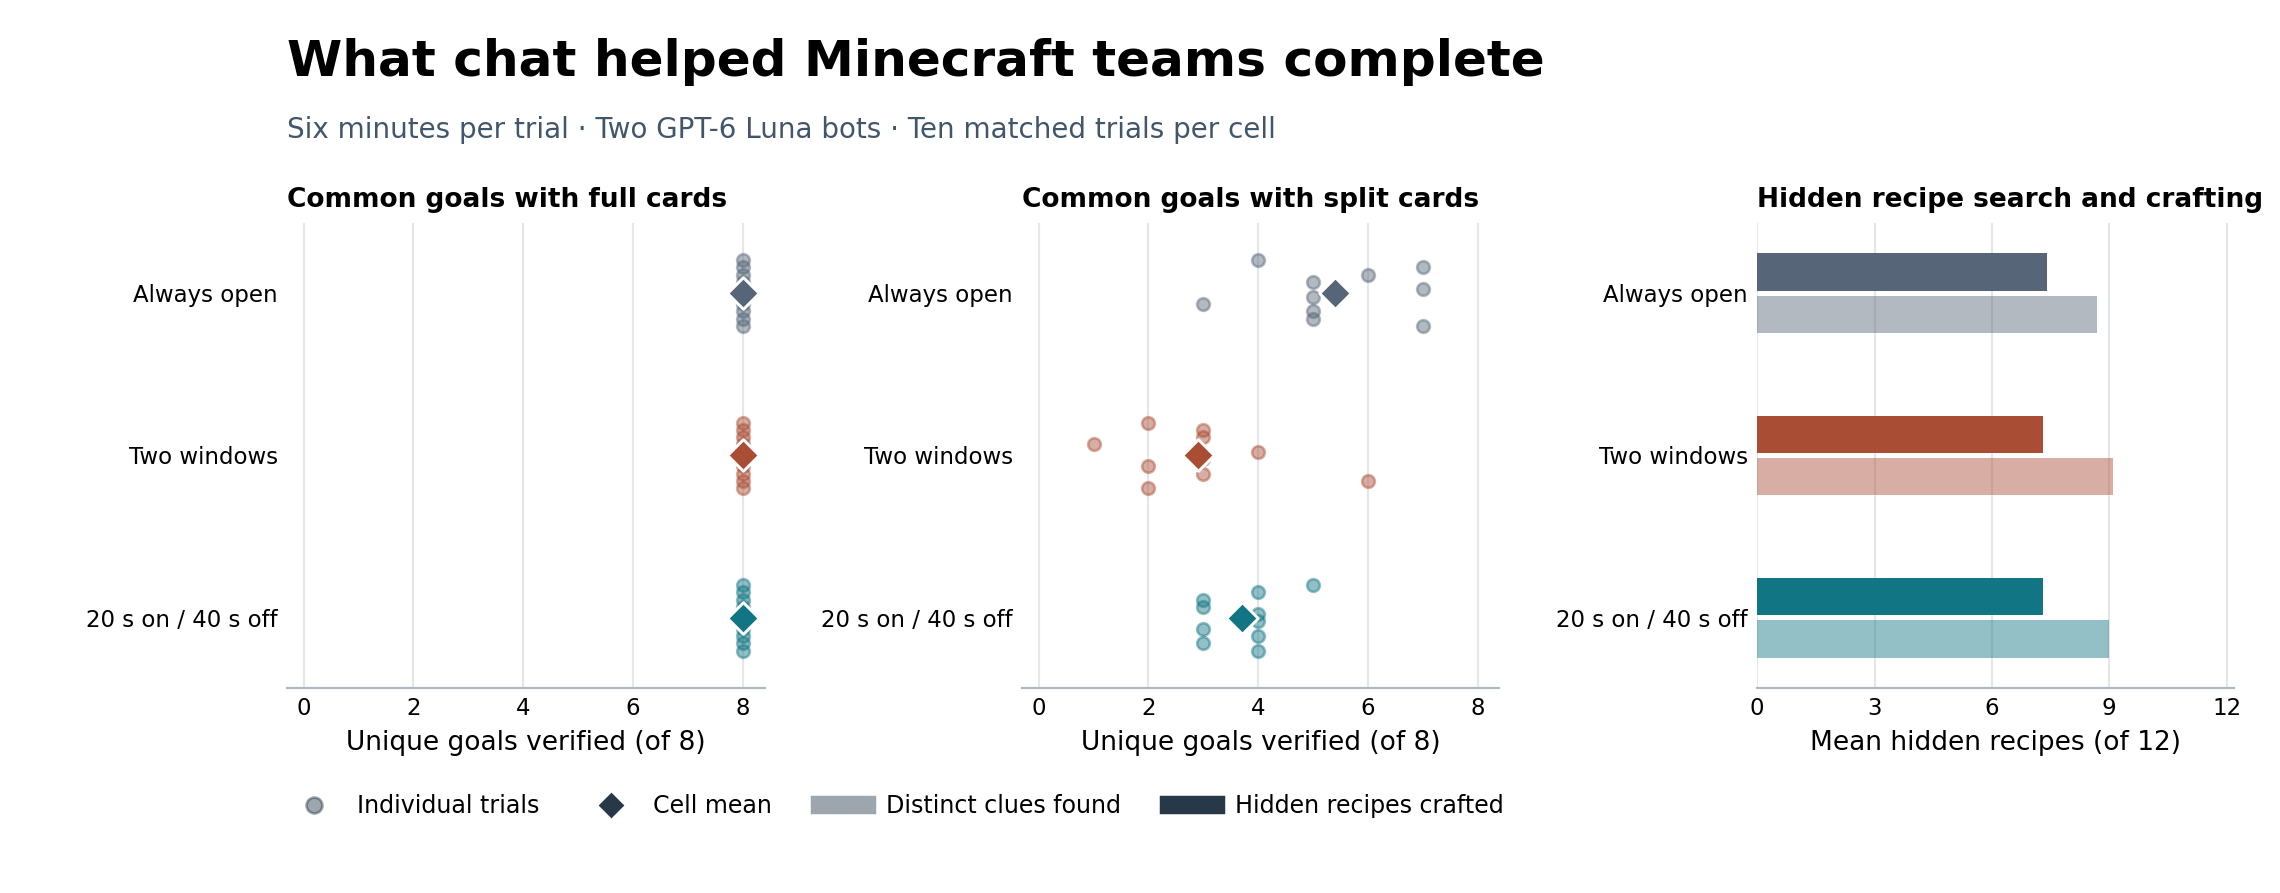 What chat helped Minecraft teams complete
Six minutes per trial · Two GPT-6 Luna bots · Ten matched trials per cell
Common goals with full cards
Always open
Two windows
20 s on / 40 s off
0 2 4 6 8
Unique goals verified (of 8)
Common goals with split cards
Always open
Two windows
20 s on / 40 s off
0 2 4 6 8
Unique goals verified (of 8)
Hidden recipe search and crafting
Always open
Two windows
20 s on / 40 s off
0 3 6 9 12
Mean hidden recipes (of 12)
Individual trials
Cell mean
Distinct clues found
Hidden recipes crafted